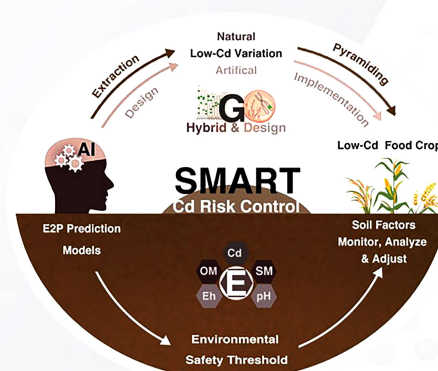 Natural
Low-Cd Variation
Artifical
Extraction
Design
Pyramiding
Implementation
G
Hybrid & Design
AI
Low-Cd Food Crop
SMART
Cd Risk Control
E2P Prediction
Models
Soil Factors
Monitor, Analyze
& Adjust
Cd
OM
SM
E
Eh
pH
Environmental
Safety Threshold